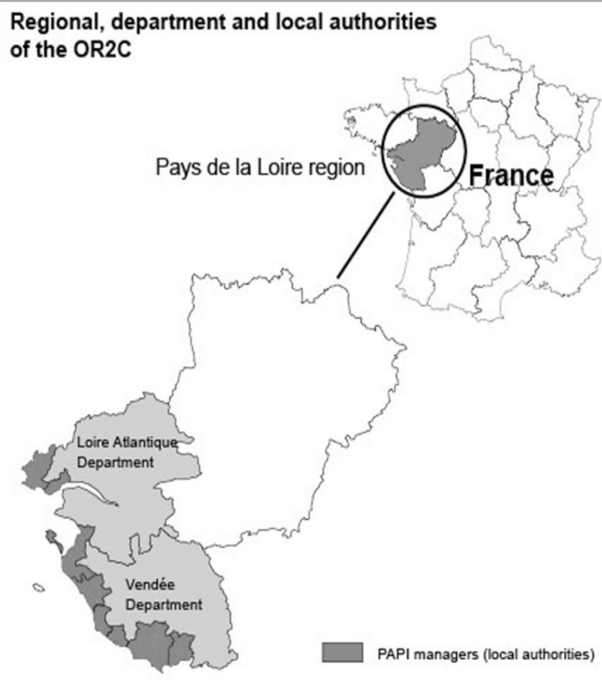 Regional, department and local authorities
of the OR2C
Pays de la Loire region
France
Loire Atlantique
Department
Vendée
Department
PAPI managers (local authorities)